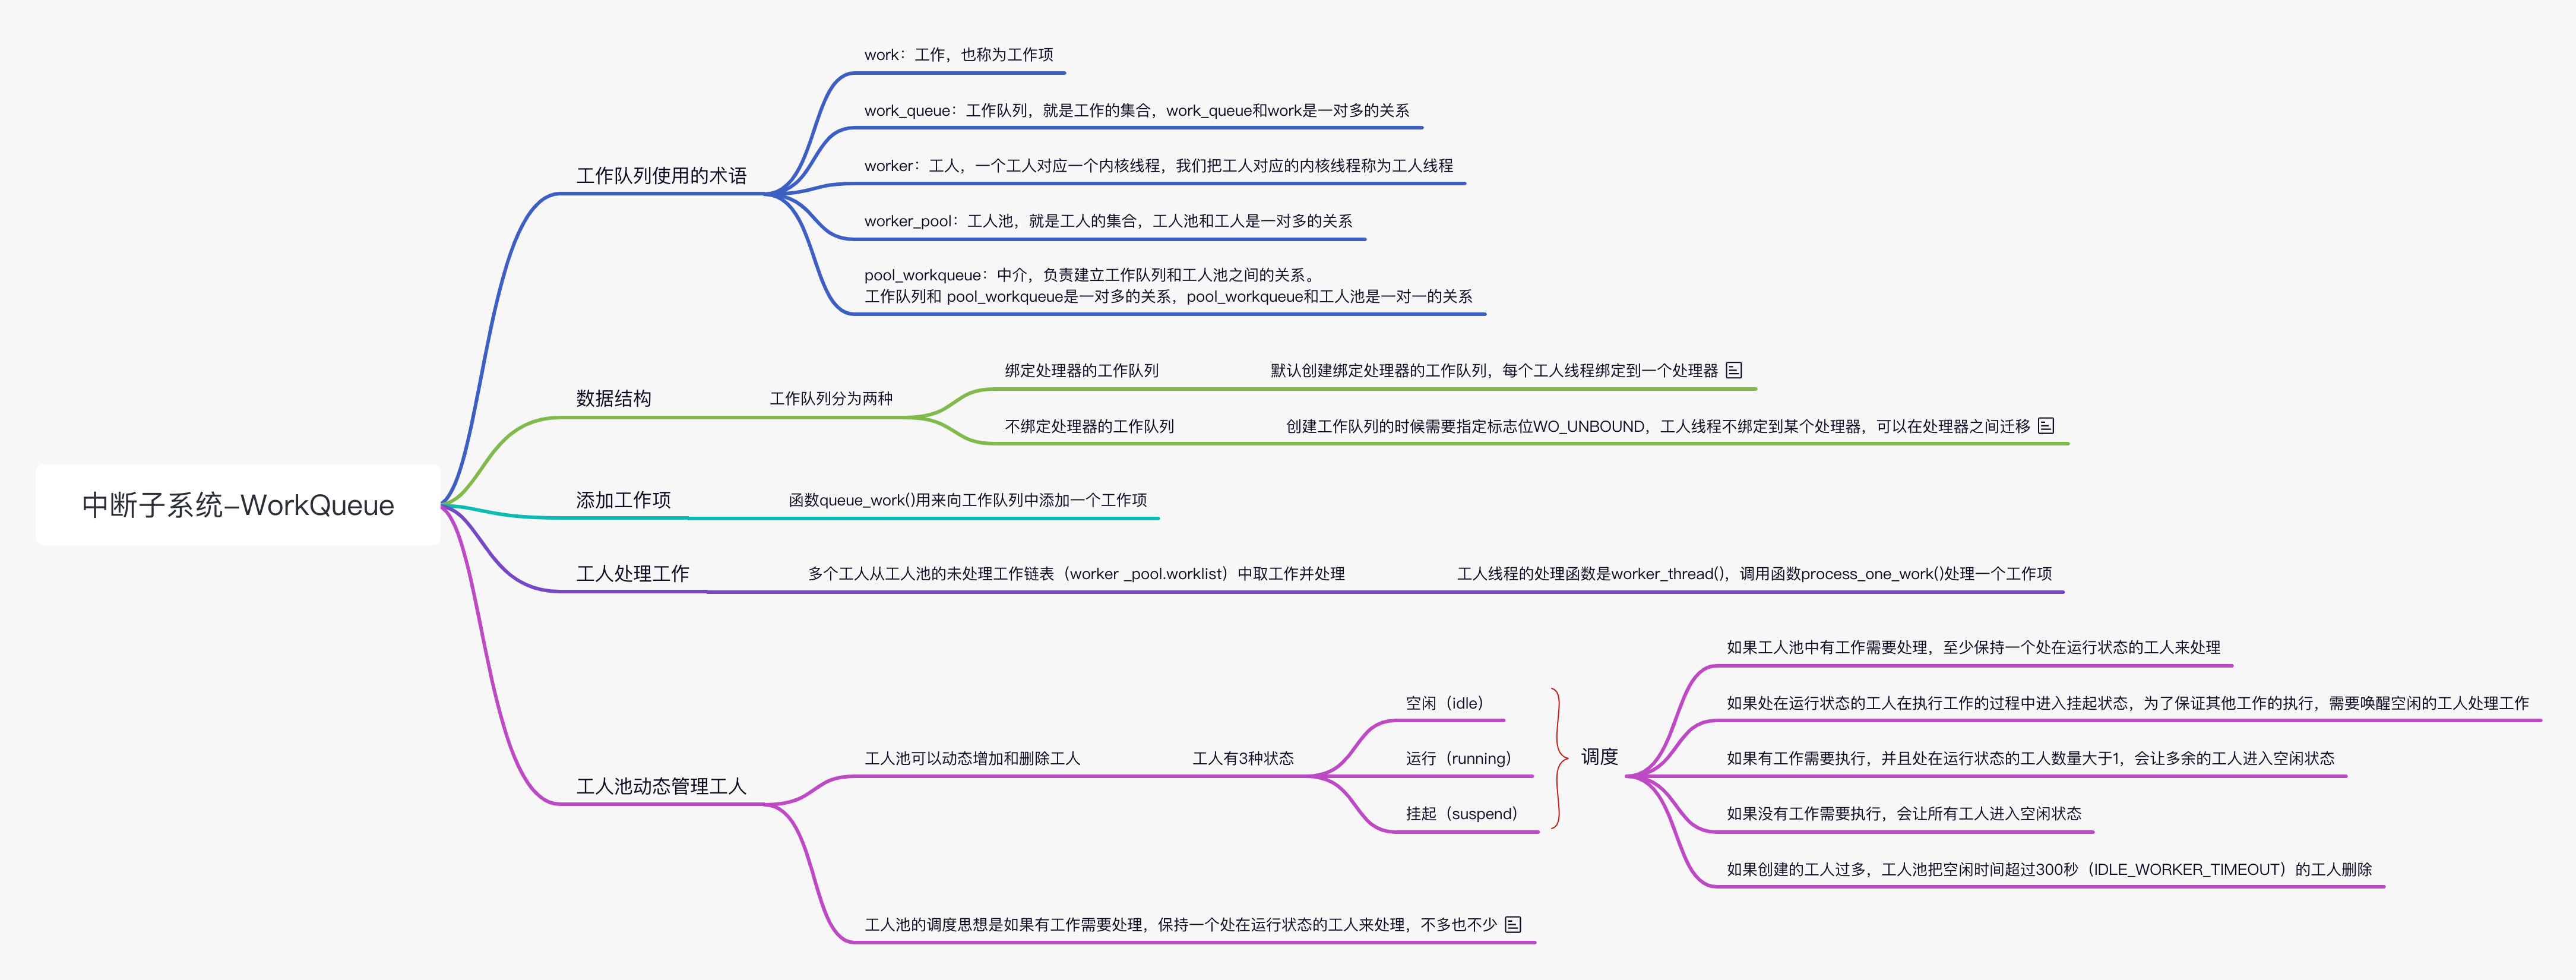 中断子系统-WorkQueue
工作队列使用的术语
work：工作，也称为工作项
work_queue：工作队列，就是工作的集合，work_queue和work是一对多的关系
worker：工人，一个工人对应一个内核线程，我们把工人对应的内核线程称为工人线程
worker_pool：工人池，就是工人的集合，工人池和工人是一对多的关系
pool_workqueue：中介，负责建立工作队列和工人池之间的关系。
工作队列和 pool_workqueue是一对多的关系，pool_workqueue和工人池是一对一的关系
数据结构
工作队列分为两种
绑定处理器的工作队列
默认创建绑定处理器的工作队列，每个工人线程绑定到一个处理器
不绑定处理器的工作队列
创建工作队列的时候需要指定标志位WO_UNBOUND，工人线程不绑定到某个处理器，可以在处理器之间迁移
添加工作项
函数queue_work()用来向工作队列中添加一个工作项
工人处理工作
多个工人从工人池的未处理工作链表（worker _pool.worklist）中取工作并处理
工人线程的处理函数是worker_thread()，调用函数process_one_work()处理一个工作项
工人池动态管理工人
工人池可以动态增加和删除工人
工人有3种状态
空闲（idle）
运行（running）
挂起（suspend）
调度
如果工人池中有工作需要处理，至少保持一个处在运行状态的工人来处理
如果处在运行状态的工人在执行工作的过程中进入挂起状态，为了保证其他工作的执行，需要唤醒空闲的工人处理工作
如果有工作需要执行，并且处在运行状态的工人数量大于1，会让多余的工人进入空闲状态
如果没有工作需要执行，会让所有工人进入空闲状态
如果创建的工人过多，工人池把空闲时间超过300秒（IDLE_WORKER_TIMEOUT）的工人删除
工人池的调度思想是如果有工作需要处理，保持一个处在运行状态的工人来处理，不多也不少